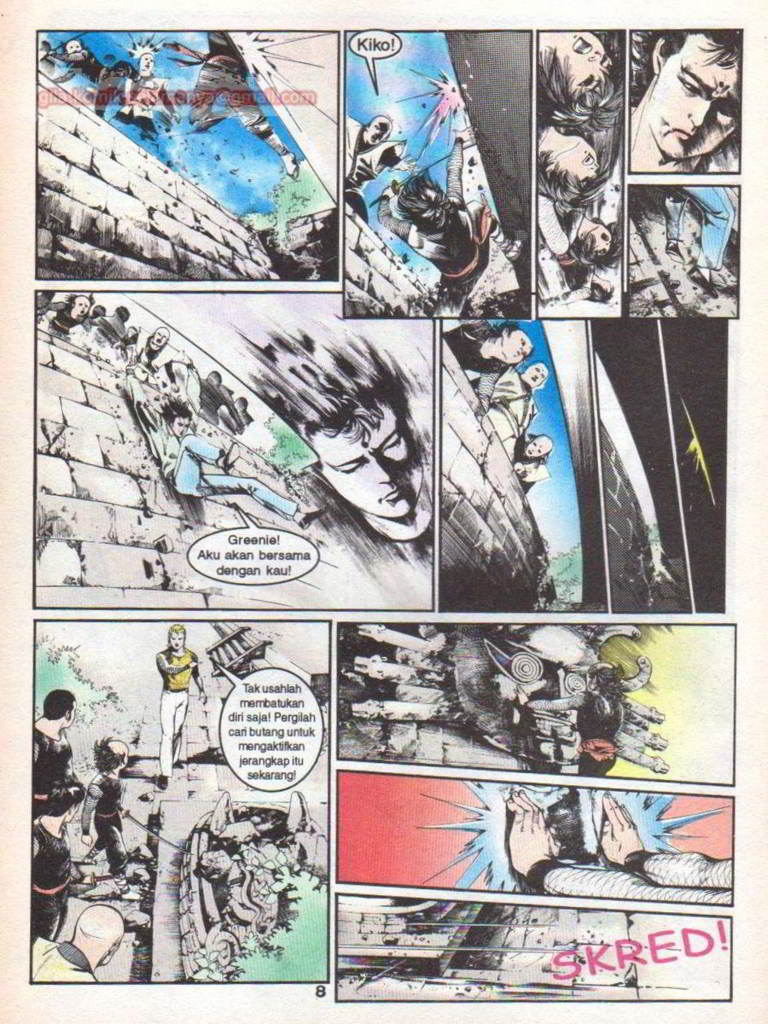 Kiko!
Greenie!
Aku akan bersama
dengan kau!
Tak usahlah
membatukan
diri saja! Pergilah
cari butang untuk
mengaktifkan
jerangkap itu
sekarang!
SKRED!
8